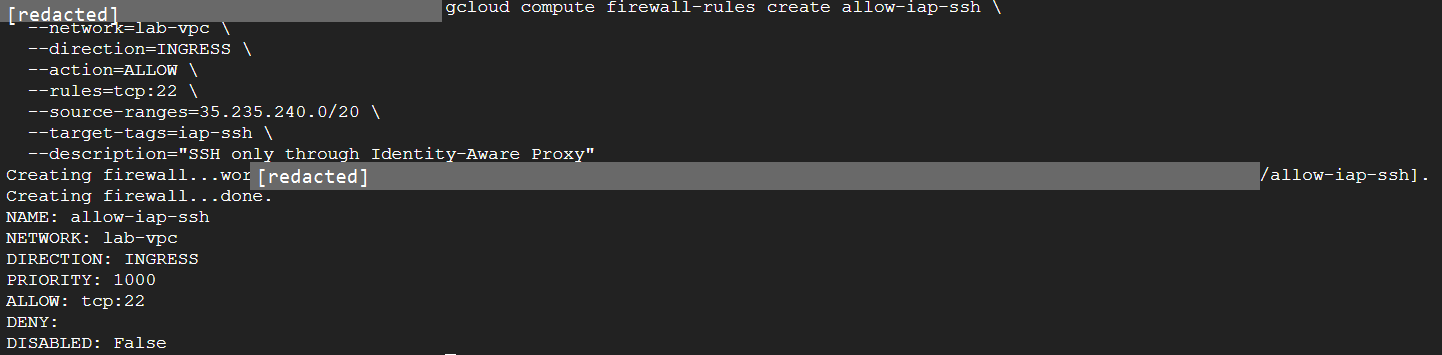 [redacted] gcloud compute firewall-rules create allow-iap-ssh \
--network=lab-vpc \
--direction=INGRESS \
--action=ALLOW \
--rules=tcp:22 \
--source-ranges=35.235.240.0/20 \
--target-tags=iap-ssh \
--description="SSH only through Identity-Aware Proxy"
Creating firewall...wor [redacted] /allow-iap-ssh].
Creating firewall...done.
NAME: allow-iap-ssh
NETWORK: lab-vpc
DIRECTION: INGRESS
PRIORITY: 1000
ALLOW: tcp:22
DENY:
DISABLED: False